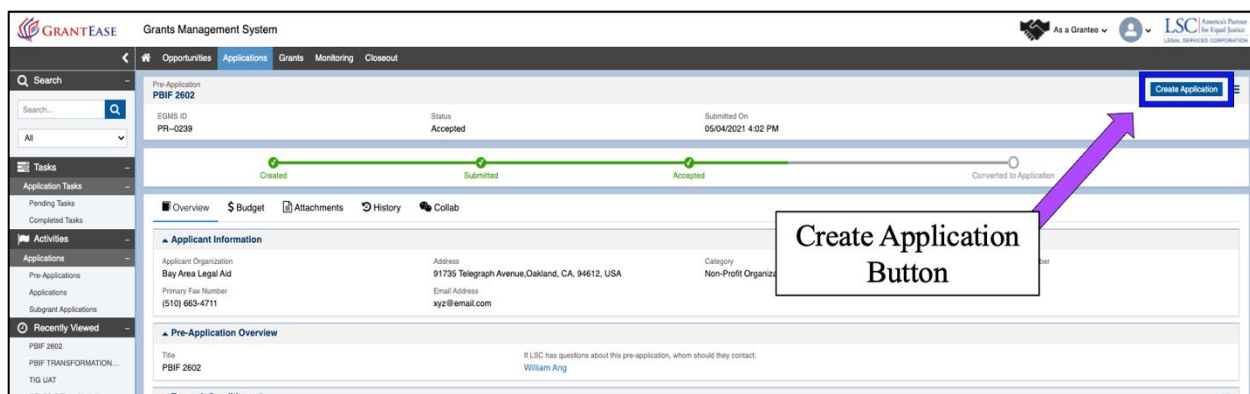 GRANTEASE
Grants Management System
As a Grantee
LSC America's Partner for Equal Justice
LEGAL SERVICES CORPORATION
Opportunities Applications Grants Monitoring Closeout
Search
Search...
All
Tasks
Application Tasks
Pending Tasks
Completed Tasks
Activities
Applications
Pre-Applications
Applications
Subgrant Applications
Recently Viewed
PBIF 2602
PBIF TRANSFORMATION...
TIG UAT
Pre-Application
PBIF 2602
Create Application
EGMS ID Status Submitted On
PR--0239 Accepted 05/04/2021 4:02 PM
Created Submitted Accepted Converted to Application
Overview $ Budget Attachments History Collab
Create Application
Button
Applicant Information
Applicant Organization Address Category
Bay Area Legal Aid 91735 Telegraph Avenue,Oakland, CA, 94612, USA Non-Profit
Primary Fax Number Email Address
(510) 663-4711 xyz@email.com
Pre-Application Overview
Title If LSC has questions about this pre-application, whom should they contact:
PBIF 2602 William Ang